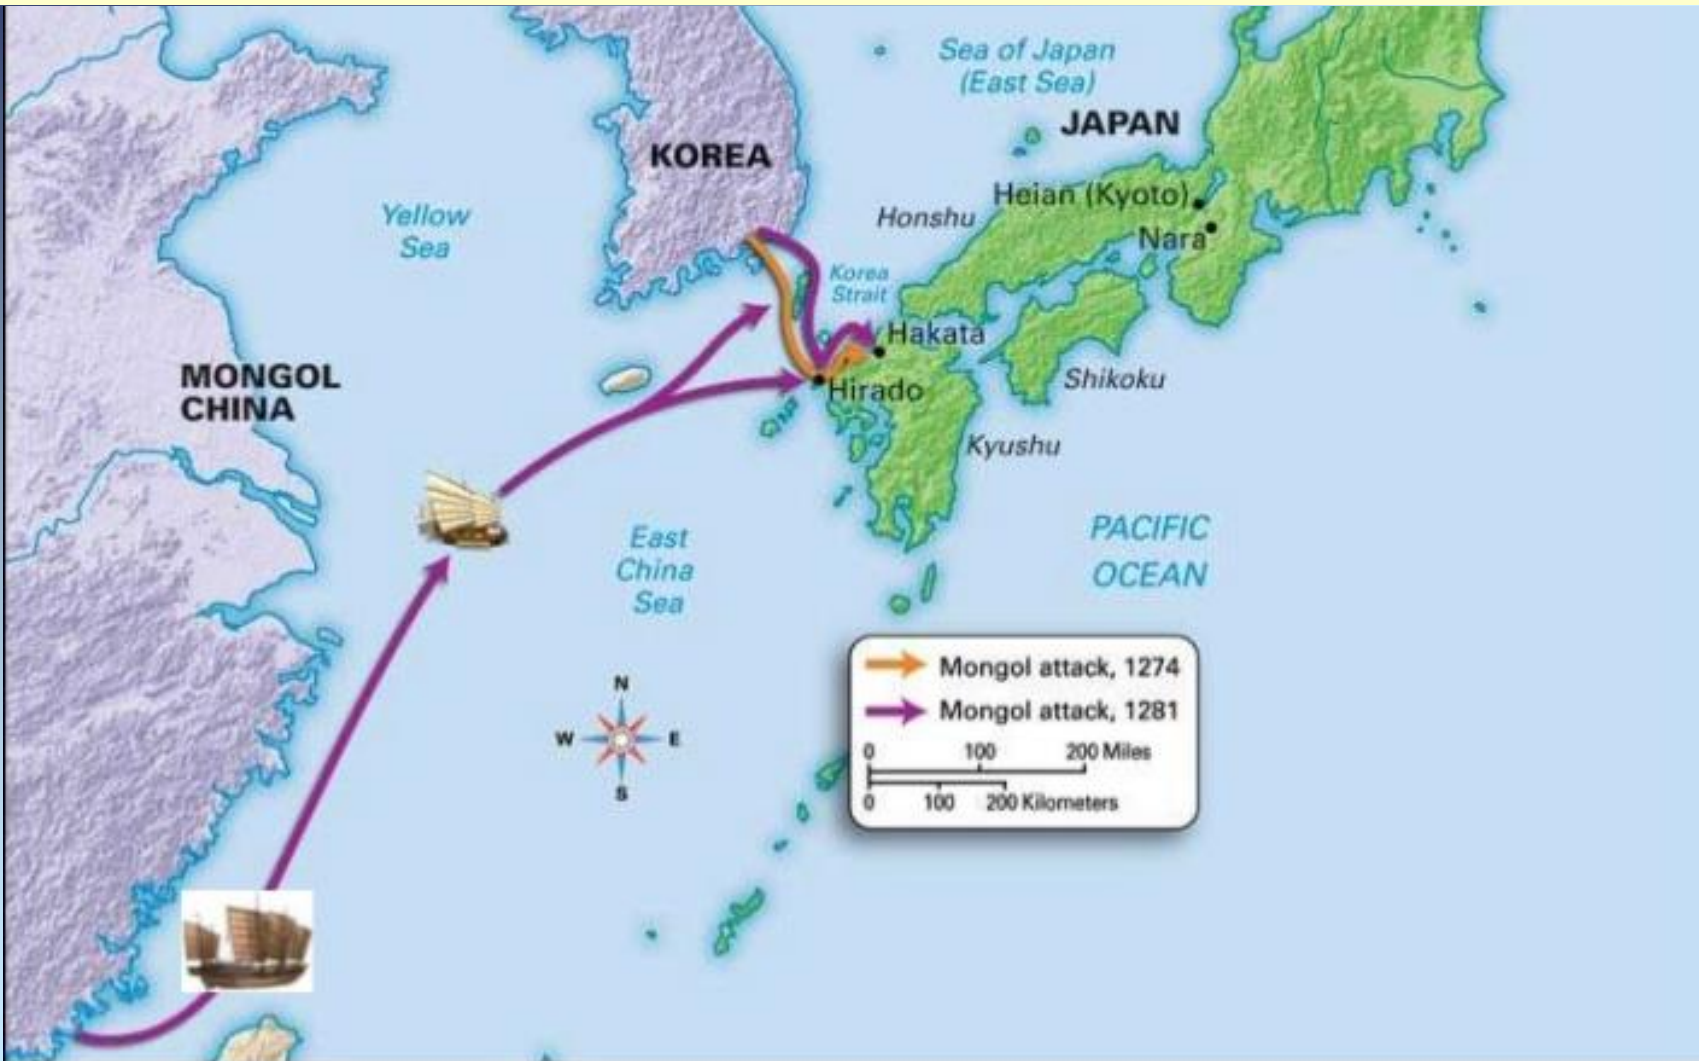 Sea of Japan
(East Sea)
JAPAN
KOREA
Heian (Kyoto)
Honshu
Nara
Yellow
Sea
Korea
Strait
Hakata
MONGOL
CHINA
Hirado
Shikoku
Kyushu
PACIFIC
OCEAN
East
China
Sea
N
W
E
S
Mongol attack, 1274
Mongol attack, 1281
0 100 200 Miles
0 100 200 Kilometers